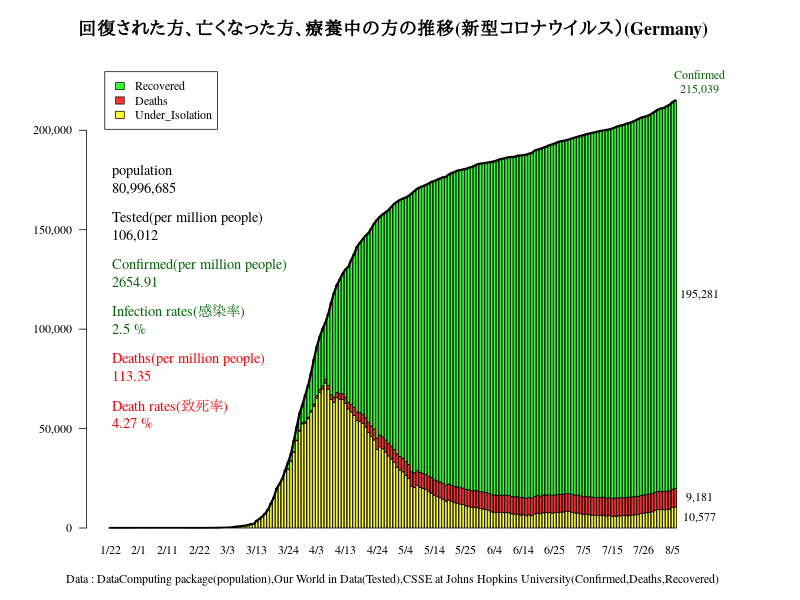 回復された方、亡くなった方、療養中の方の推移(新型コロナウイルス）(Germany)
Confirmed
215,039
Recovered
Deaths
Under_Isolation
200,000
150,000
100,000
50,000
0
population
80,996,685
Tested(per million people)
106,012
Confirmed(per million people)
2654.91
Infection rates(感染率)
2.5 %
Deaths(per million people)
113.35
Death rates(致死率)
4.27 %
195,281
9,181
10,577
1/22 2/1 2/11 2/22 3/3 3/13 3/24 4/3 4/13 4/24 5/4 5/14 5/25 6/4 6/14 6/25 7/5 7/15 7/26 8/5
Data : DataComputing package(population),Our World in Data(Tested),CSSE at Johns Hopkins University(Confirmed,Deaths,Recovered)